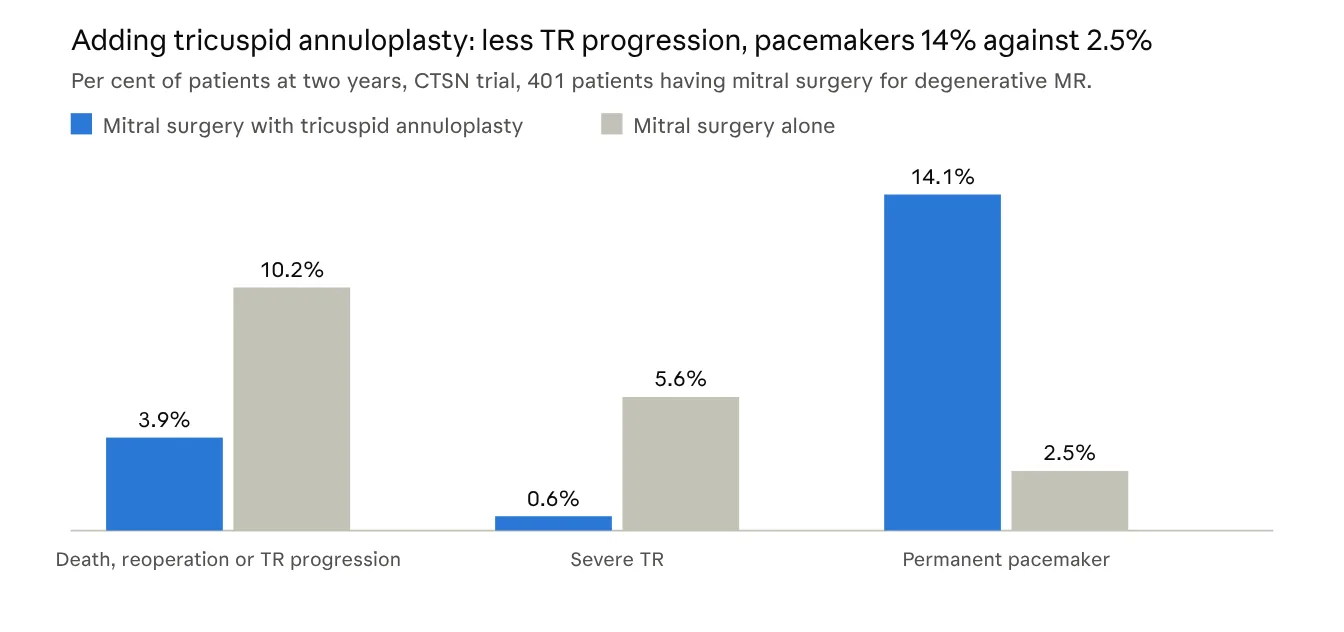 Adding tricuspid annuloplasty: less TR progression, pacemakers 14% against 2.5%
Per cent of patients at two years, CTSN trial, 401 patients having mitral surgery for degenerative MR.
Mitral surgery with tricuspid annuloplasty
Mitral surgery alone
14.1%
10.2%
5.6%
3.9%
2.5%
0.6%
Death, reoperation or TR progression
Severe TR
Permanent pacemaker